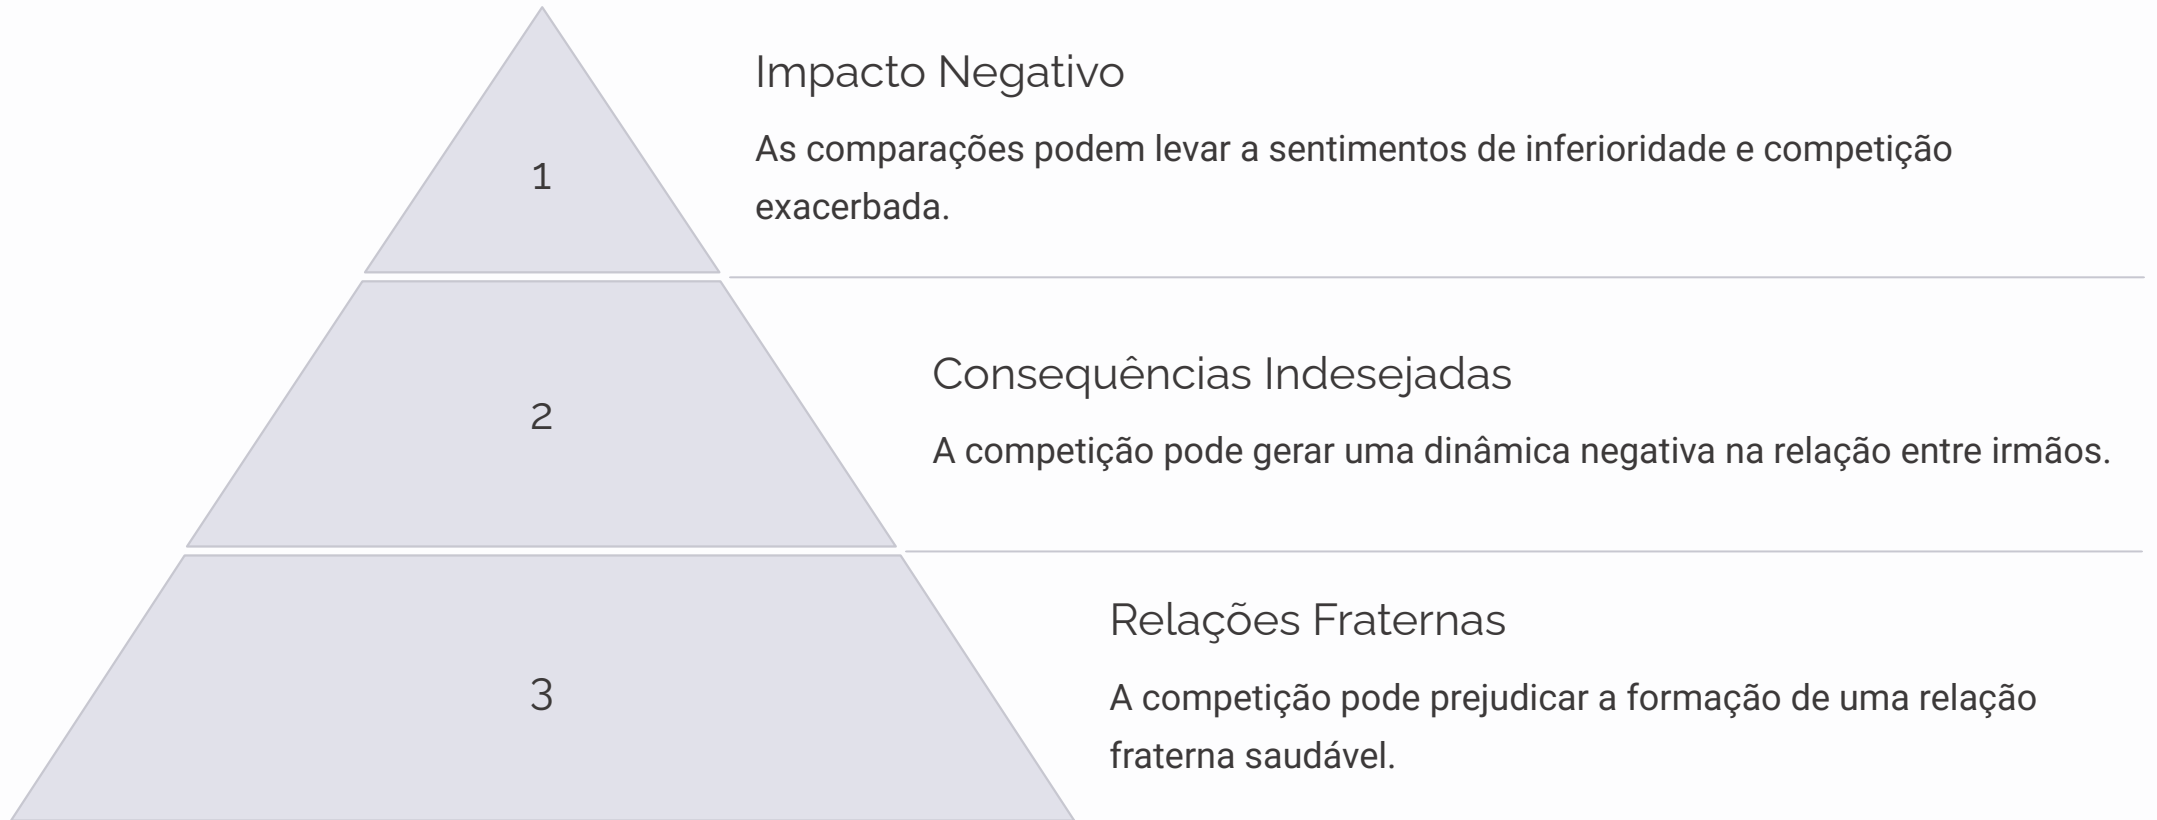 1
Impacto Negativo
As comparações podem levar a sentimentos de inferioridade e competição
exacerbada.
2
Consequências Indesejadas
A competição pode gerar uma dinâmica negativa na relação entre irmãos.
3
Relações Fraternas
A competição pode prejudicar a formação de uma relação
fraterna saudável.